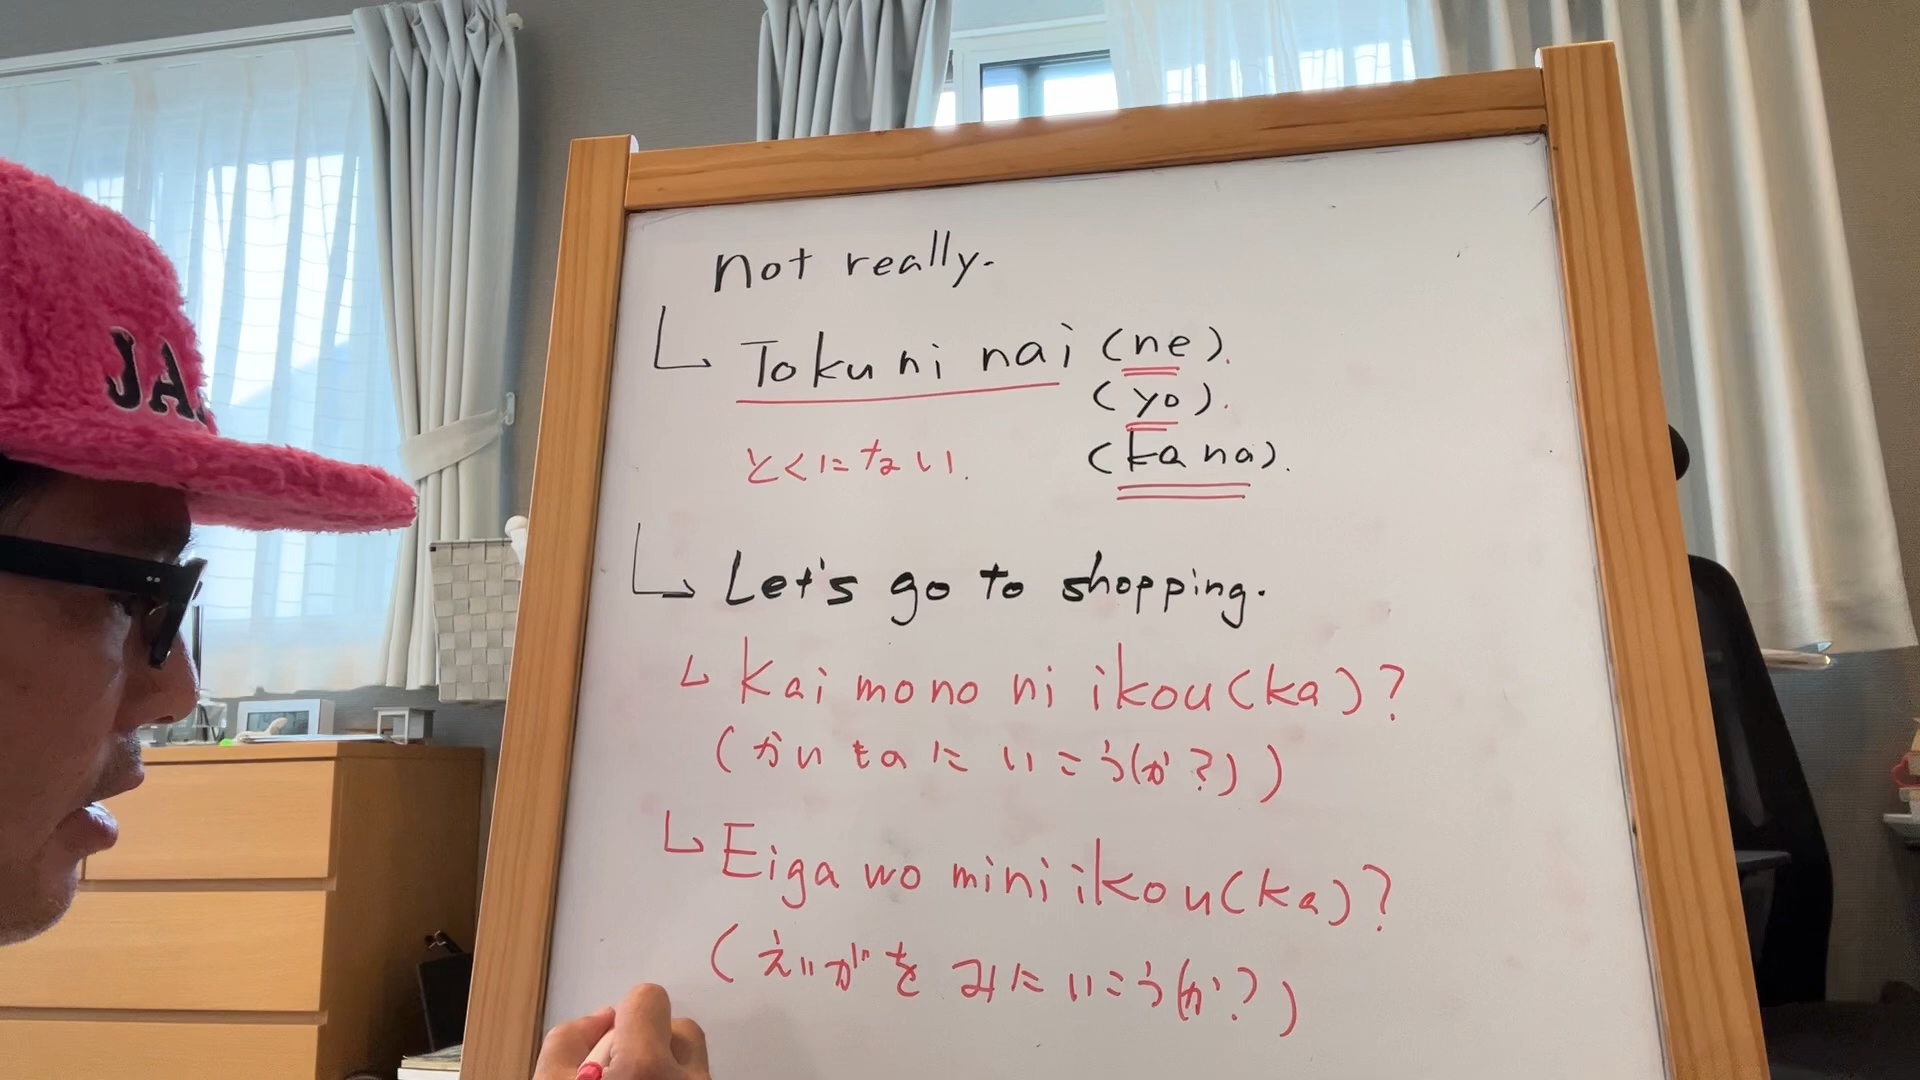 JA
not really.
Tokuni nai (ne).
(yo).
(kana).
とくにない.
Let's go to shopping.
Kaimono ni ikou(ka)?
(かいものに いこう(か?))
Eiga wo mini ikou(ka)?
(えいがを みに いこう(か?)